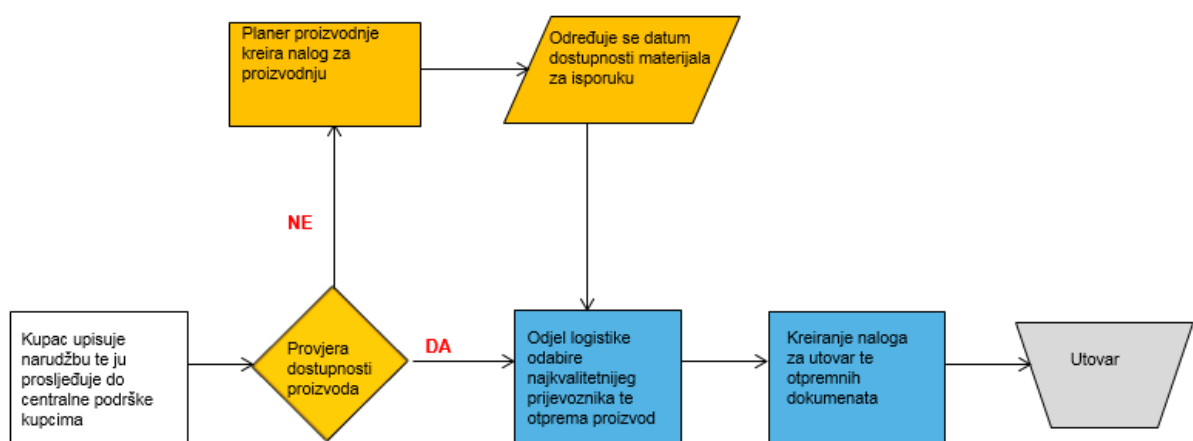 Planer proizvodnje
kreira nalog za
proizvodnju
Određuje se datum
dostupnosti materijala
za isporuku
NE
Kupac upisuje
narudžbu te ju
prosljeđuje do
centralne podrške
kupcima
Provjera
dostupnosti
proizvoda
DA
Odjel logistike
odabire
najkvalitetnijeg
prijevoznika te
otprema proizvod
Kreiranje naloga
za utovar te
otpremnih
dokumenata
Utovar